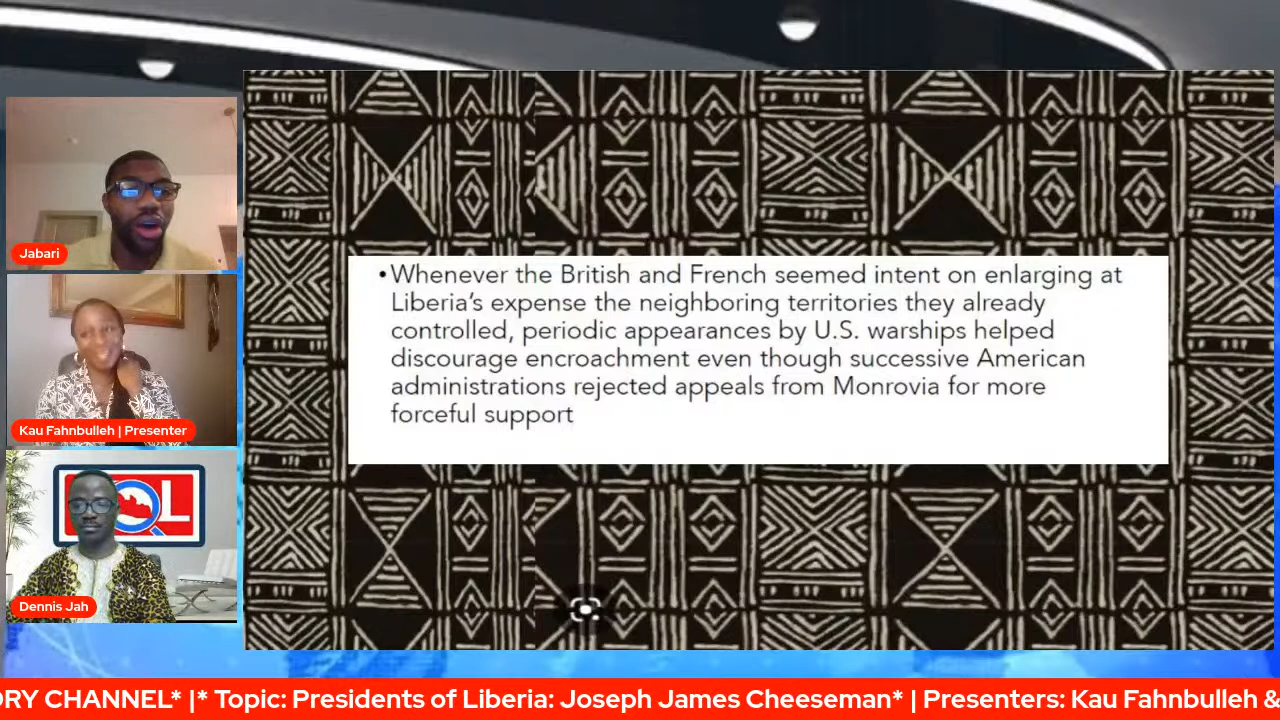 Jabari
Kau Fahnbulleh | Presenter
OL
Dennis Jah
•Whenever the British and French seemed intent on enlarging at
Liberia's expense the neighboring territories they already
controlled, periodic appearances by U.S. warships helped
discourage encroachment even though successive American
administrations rejected appeals from Monrovia for more
forceful support
ORY CHANNEL* |* Topic: Presidents of Liberia: Joseph James Cheeseman* | Presenters: Kau Fahnbulleh &